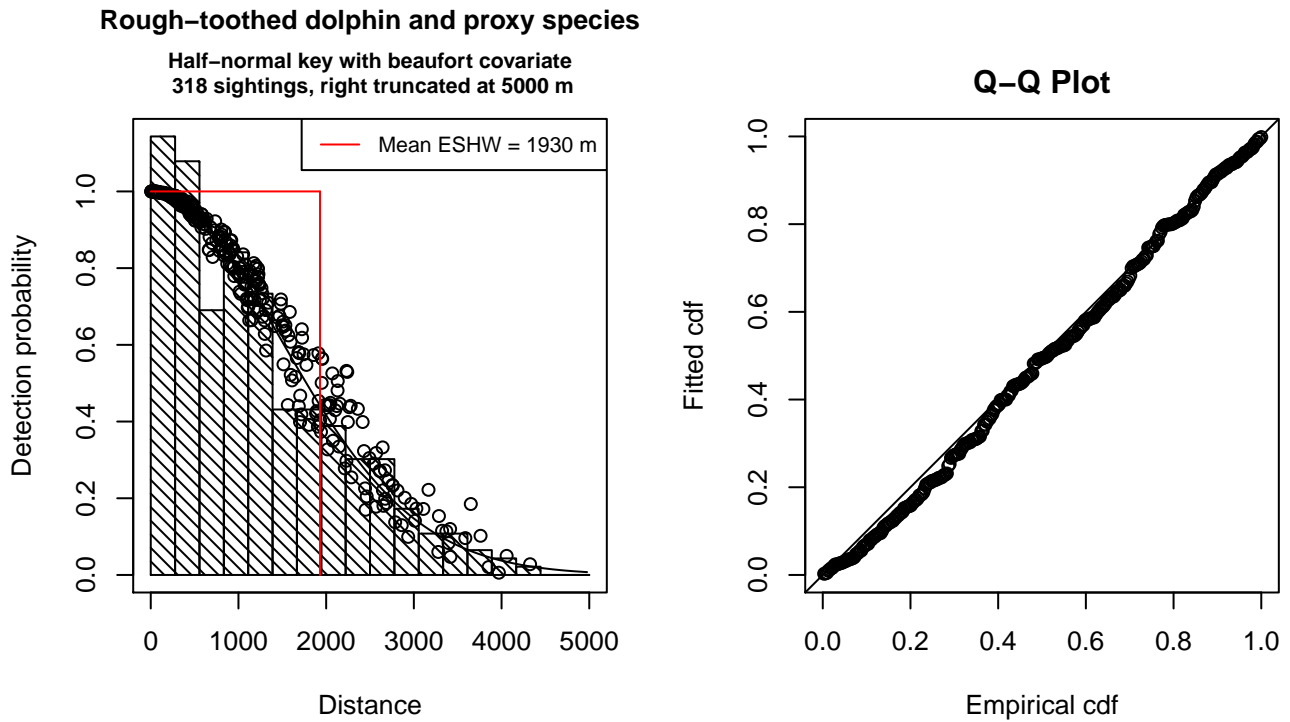 Rough−toothed dolphin and proxy species
Half−normal key with beaufort covariate
318 sightings, right truncated at 5000 m
Mean ESHW = 1930 m
Detection probability
0.0 0.2 0.4 0.6 0.8 1.0
0 1000 2000 3000 4000 5000
Distance
Q−Q Plot
Fitted cdf
0.0 0.2 0.4 0.6 0.8 1.0
0.0 0.2 0.4 0.6 0.8 1.0
Empirical cdf